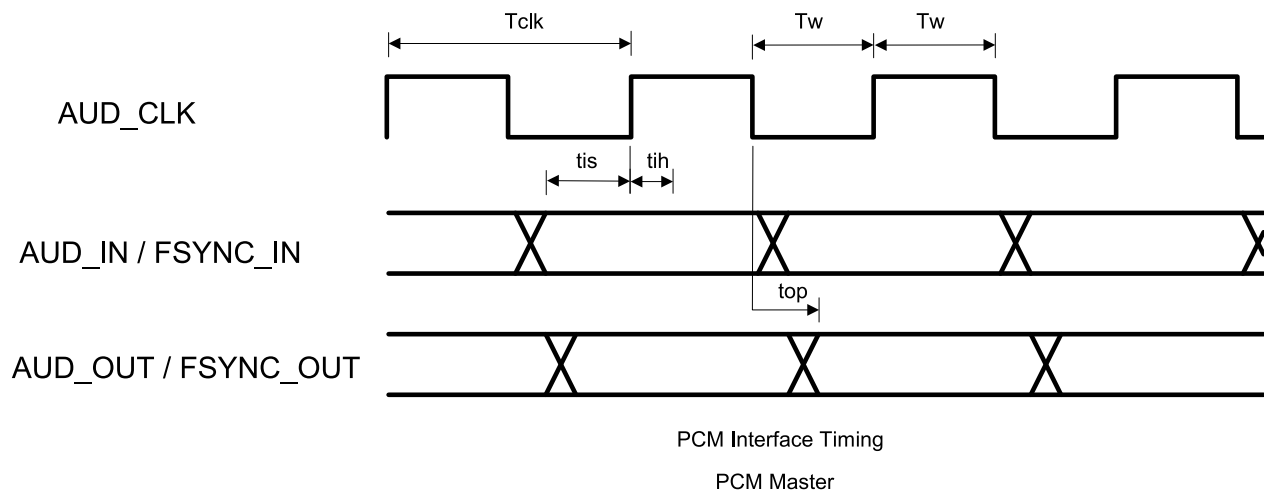 Tclk
Tw
Tw
AUD_CLK
tis
tih
AUD_IN / FSYNC_IN
top
AUD_OUT / FSYNC_OUT
PCM Interface Timing
PCM Master